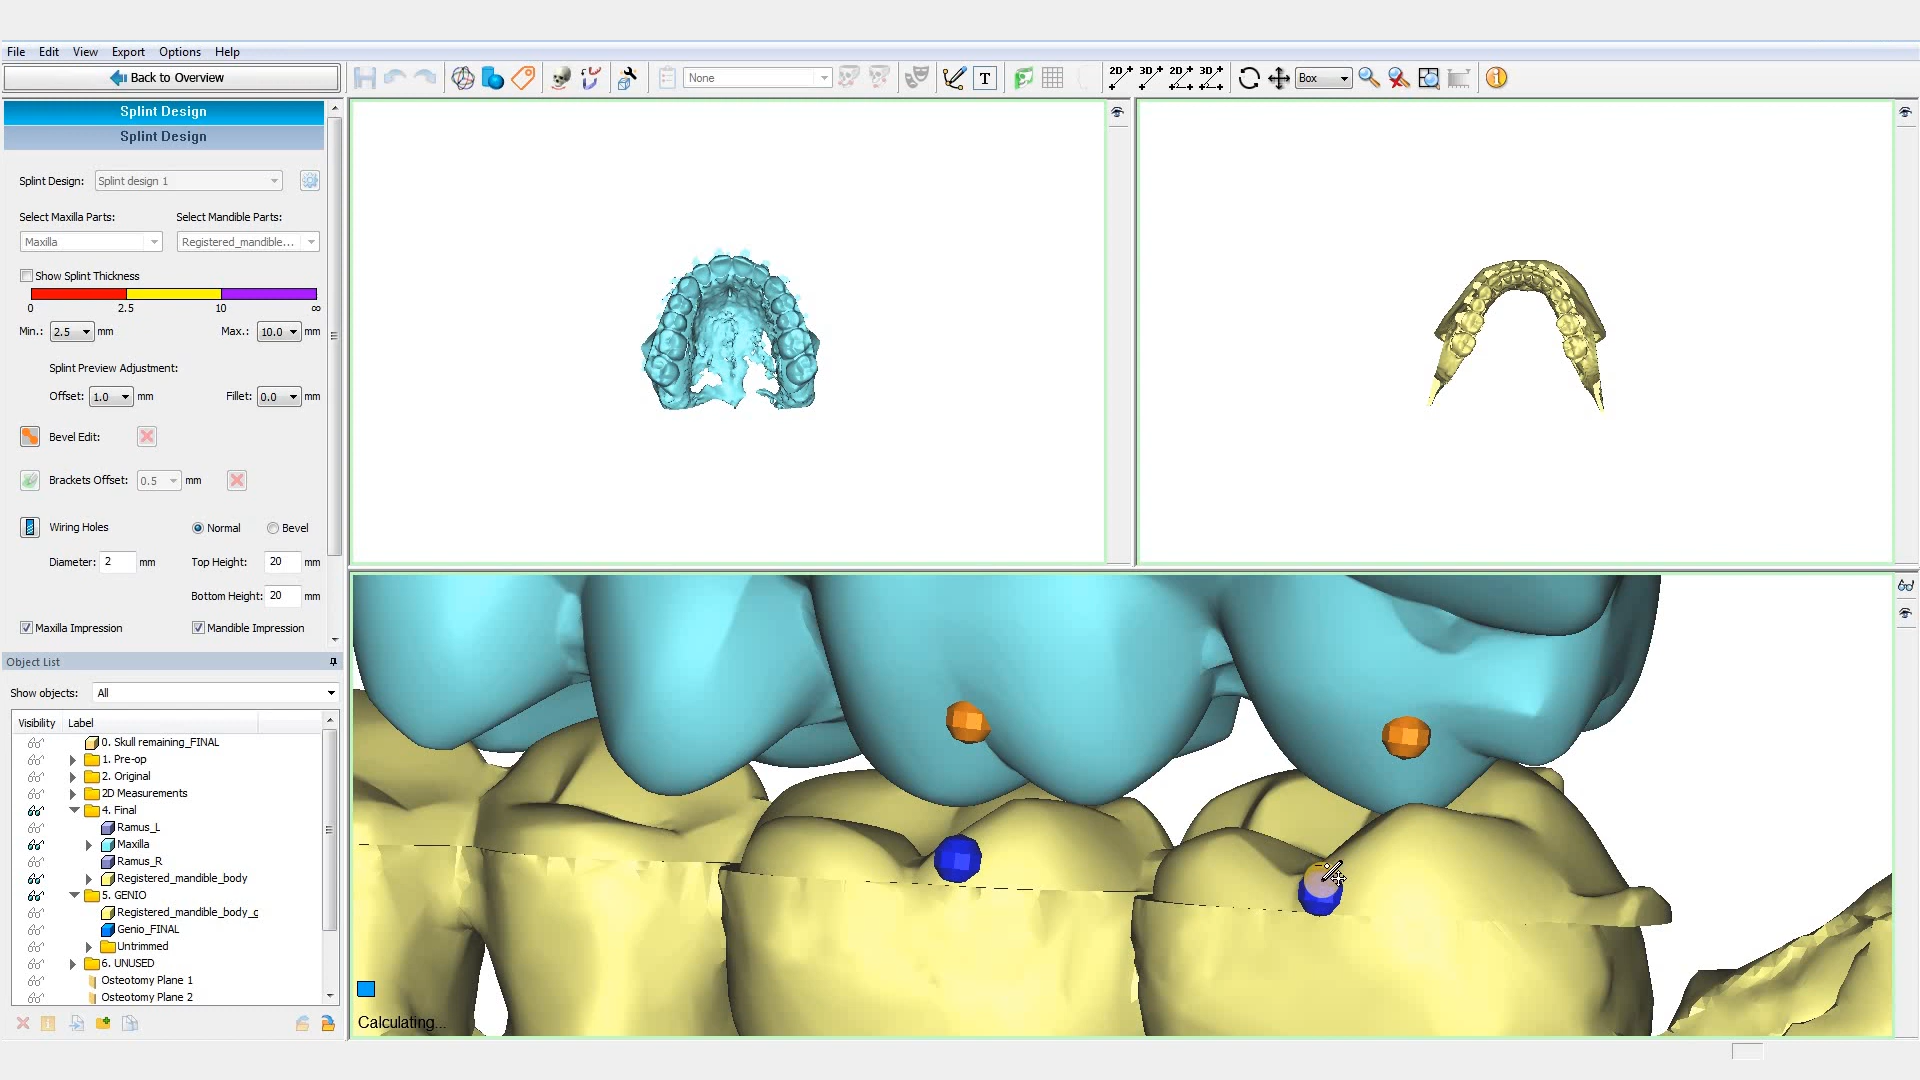 File Edit View Export Options Help
Back to Overview
None
T
2D 3D 2D 3D
Box
Splint Design
Splint Design
Splint Design: Splint design 1
Select Maxilla Parts: Select Mandible Parts:
Maxilla Registered_mandible...
Show Splint Thickness
0 2.5 10 ∞
Min.: 2.5 mm Max.: 10.0 mm
Splint Preview Adjustment:
Offset: 1.0 mm Fillet: 0.0 mm
Bevel Edit:
Brackets Offset: 0.5 mm
Wiring Holes Normal Bevel
Diameter: 2 mm Top Height: 20 mm
Bottom Height: 20 mm
Maxilla Impression Mandible Impression
Object List
Show objects: All
Visibility Label
0. Skull remaining_FINAL
1. Pre-op
2. Original
2D Measurements
4. Final
Ramus_L
Maxilla
Ramus_R
Registered_mandible_body
5. GENIO
Registered_mandible_body_c
Genio_FINAL
Untrimmed
6. UNUSED
Osteotomy Plane 1
Osteotomy Plane 2
Calculating...